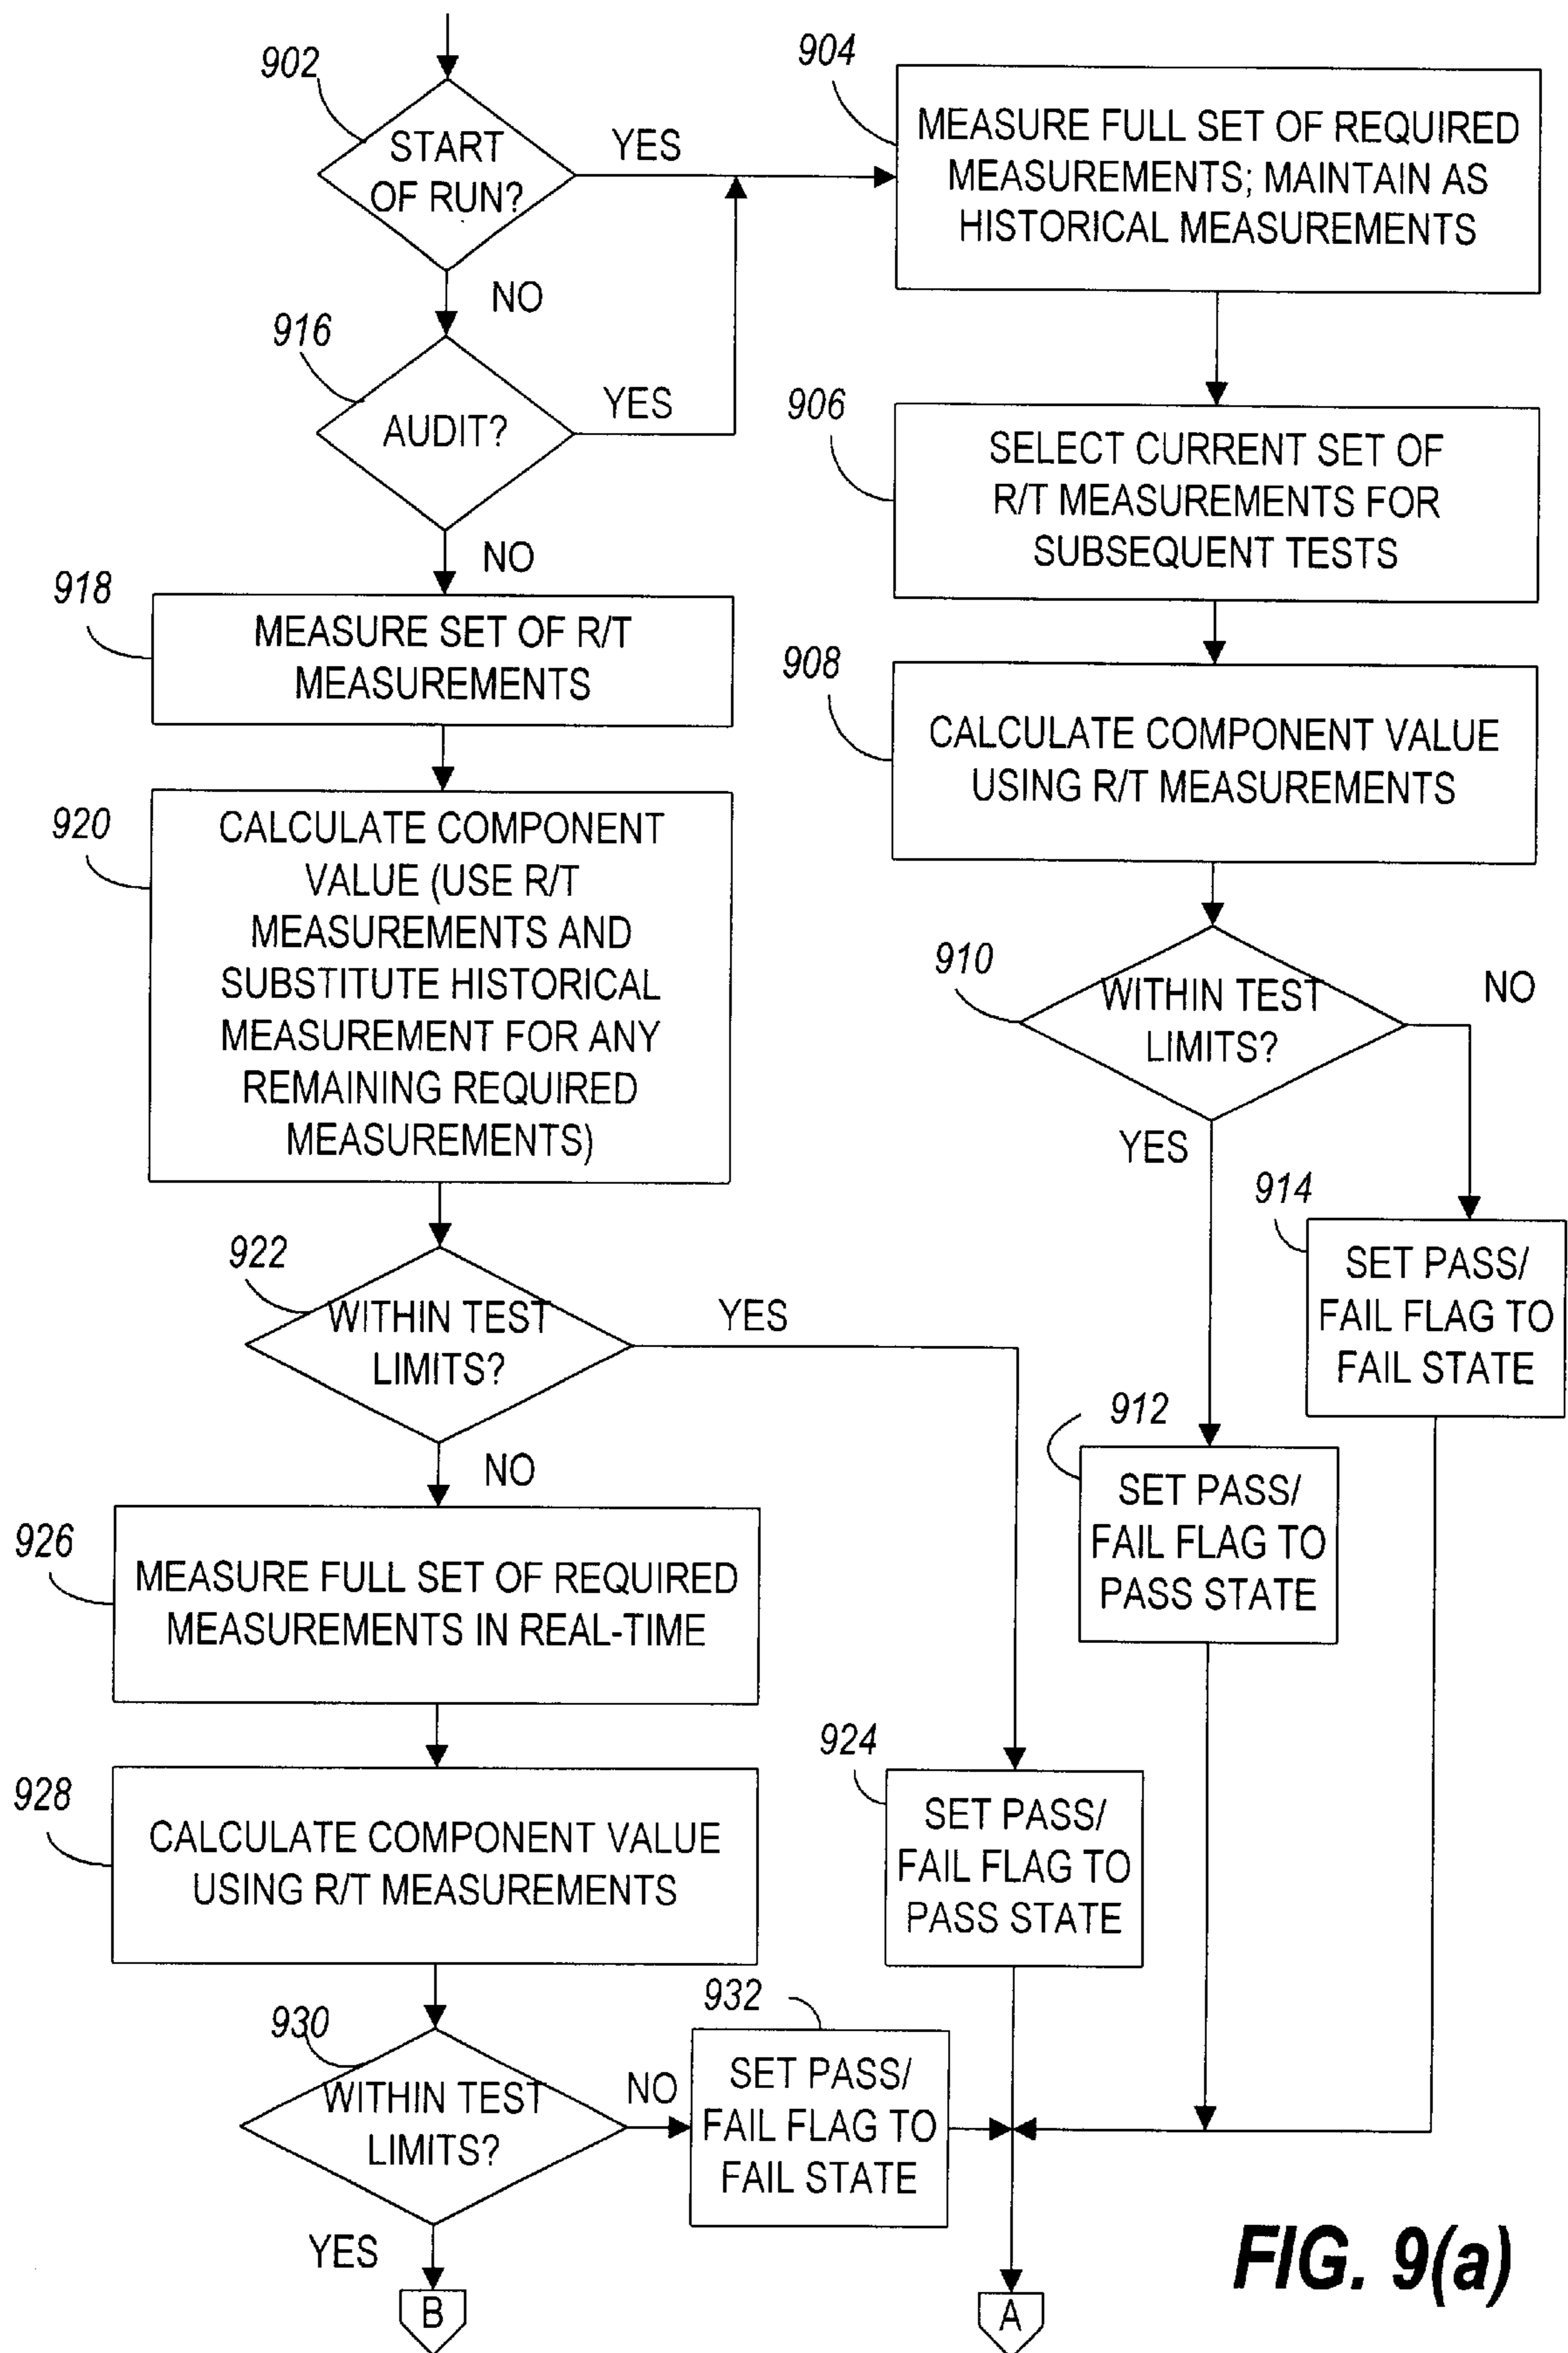 902
START
OF RUN?
YES
NO
904
MEASURE FULL SET OF REQUIRED
MEASUREMENTS; MAINTAIN AS
HISTORICAL MEASUREMENTS
916
AUDIT?
YES
NO
906
SELECT CURRENT SET OF
R/T MEASUREMENTS FOR
SUBSEQUENT TESTS
918
MEASURE SET OF R/T
MEASUREMENTS
908
CALCULATE COMPONENT VALUE
USING R/T MEASUREMENTS
920
CALCULATE COMPONENT
VALUE (USE R/T
MEASUREMENTS AND
SUBSTITUTE HISTORICAL
MEASUREMENT FOR ANY
REMAINING REQUIRED
MEASUREMENTS)
910
WITHIN TEST
LIMITS?
NO
YES
914
SET PASS/
FAIL FLAG TO
FAIL STATE
922
WITHIN TEST
LIMITS?
YES
NO
912
SET PASS/
FAIL FLAG TO
PASS STATE
926
MEASURE FULL SET OF REQUIRED
MEASUREMENTS IN REAL-TIME
924
SET PASS/
FAIL FLAG TO
PASS STATE
928
CALCULATE COMPONENT VALUE
USING R/T MEASUREMENTS
930
WITHIN TEST
LIMITS?
NO
YES
932
SET PASS/
FAIL FLAG TO
FAIL STATE
B
A
FIG. 9(a)